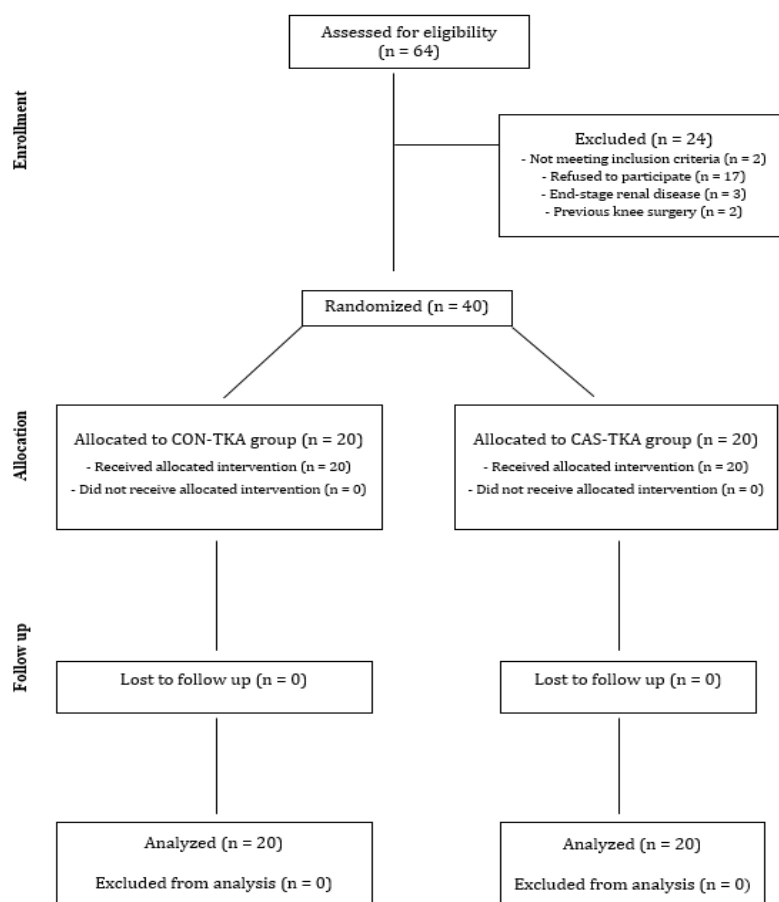 Assessed for eligibility
(n = 64)
Enrollment
Excluded (n = 24)
- Not meeting inclusion criteria (n = 2)
- Refused to participate (n = 17)
- End-stage renal disease (n = 3)
- Previous knee surgery (n = 2)
Randomized (n = 40)
Allocation
Allocated to CON-TKA group (n = 20)
- Received allocated intervention (n = 20)
- Did not receive allocated intervention (n = 0)
Allocated to CAS-TKA group (n = 20)
- Received allocated intervention (n = 20)
- Did not receive allocated intervention (n = 0)
Follow up
Lost to follow up (n = 0)
Lost to follow up (n = 0)
Analyzed (n = 20)
Excluded from analysis (n = 0)
Analyzed (n = 20)
Excluded from analysis (n = 0)